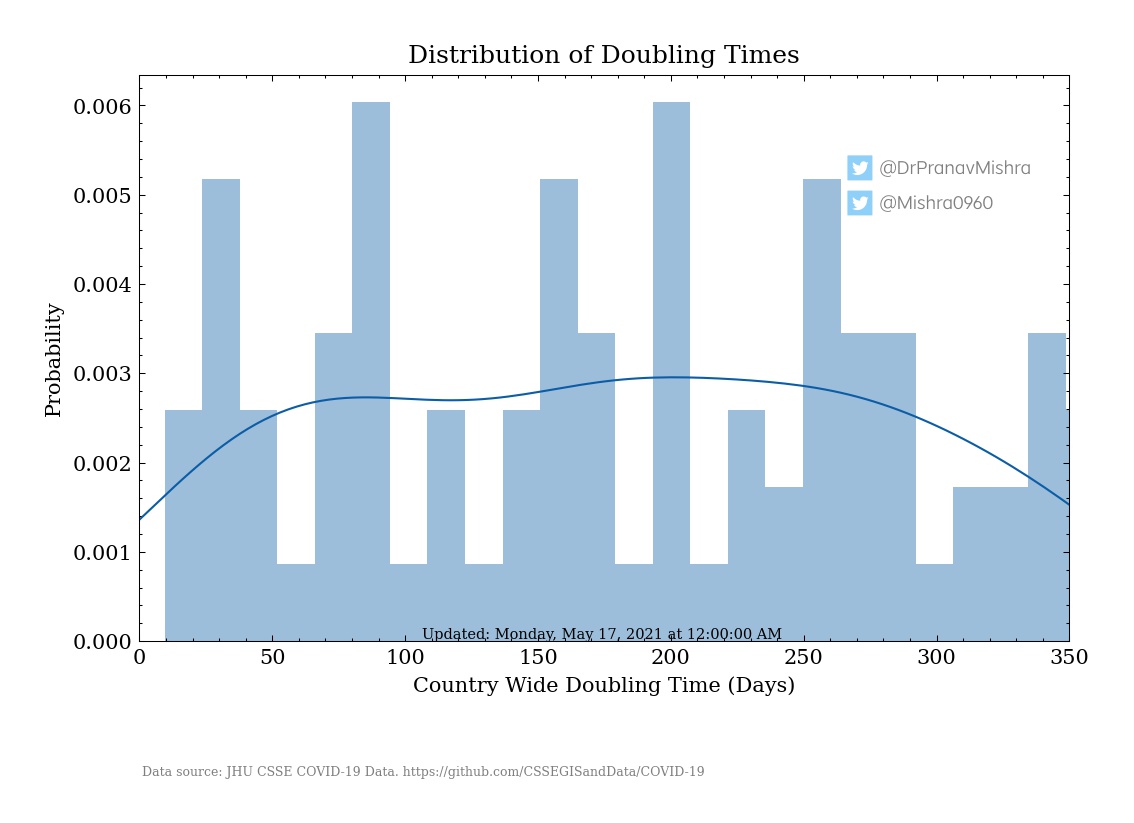 Distribution of Doubling Times
0.006
0.005
0.004
0.003
0.002
0.001
0.000
Probability
@DrPranavMishra
@Mishra0960
Updated: Monday, May 17, 2021 at 12:00:00 AM
0 50 100 150 200 250 300 350
Country Wide Doubling Time (Days)
Data source: JHU CSSE COVID-19 Data. https://github.com/CSSEGISandData/COVID-19